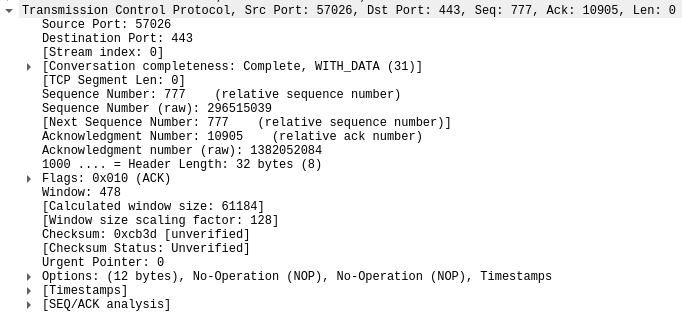 Transmission Control Protocol, Src Port: 57026, Dst Port: 443, Seq: 777, Ack: 10905, Len: 0
Source Port: 57026
Destination Port: 443
[Stream index: 0]
[Conversation completeness: Complete, WITH_DATA (31)]
[TCP Segment Len: 0]
Sequence Number: 777    (relative sequence number)
Sequence Number (raw): 296515039
[Next Sequence Number: 777    (relative sequence number)]
Acknowledgment Number: 10905    (relative ack number)
Acknowledgment number (raw): 1382052084
1000 .... = Header Length: 32 bytes (8)
Flags: 0x010 (ACK)
Window: 478
[Calculated window size: 61184]
[Window size scaling factor: 128]
Checksum: 0xcb3d [unverified]
[Checksum Status: Unverified]
Urgent Pointer: 0
Options: (12 bytes), No-Operation (NOP), No-Operation (NOP), Timestamps
[Timestamps]
[SEQ/ACK analysis]